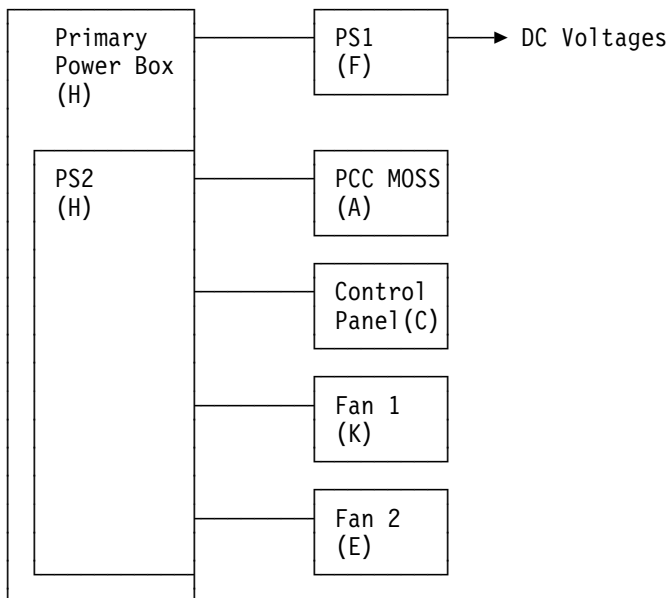 Primary
Power Box
(H)
PS1
(F)
DC Voltages
PS2
(H)
PCC MOSS
(A)
Control
Panel(C)
Fan 1
(K)
Fan 2
(E)